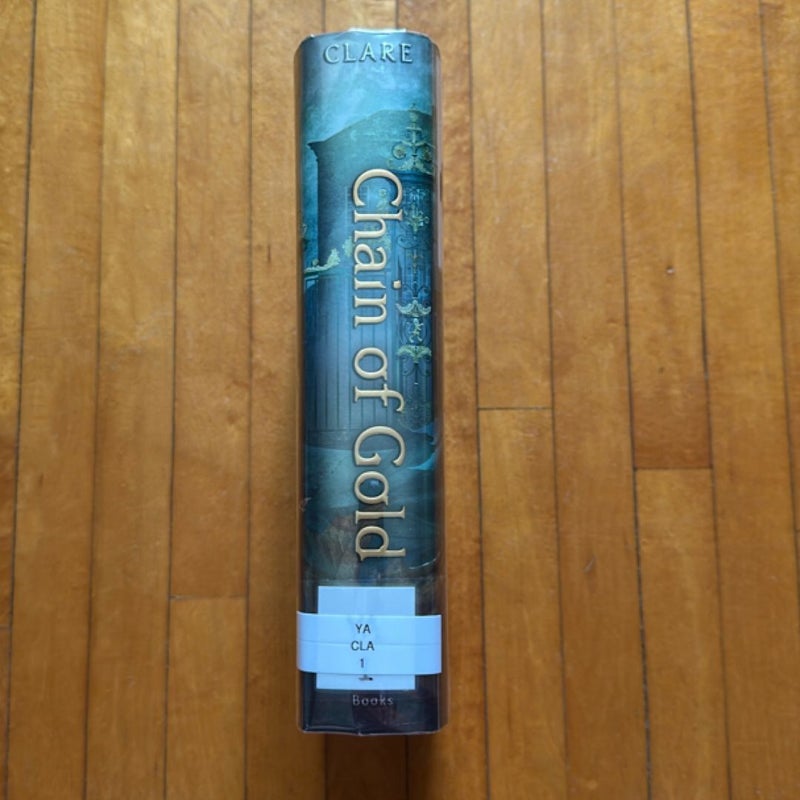 CLARE
Chain of Gold
YA
CLA
1
Books